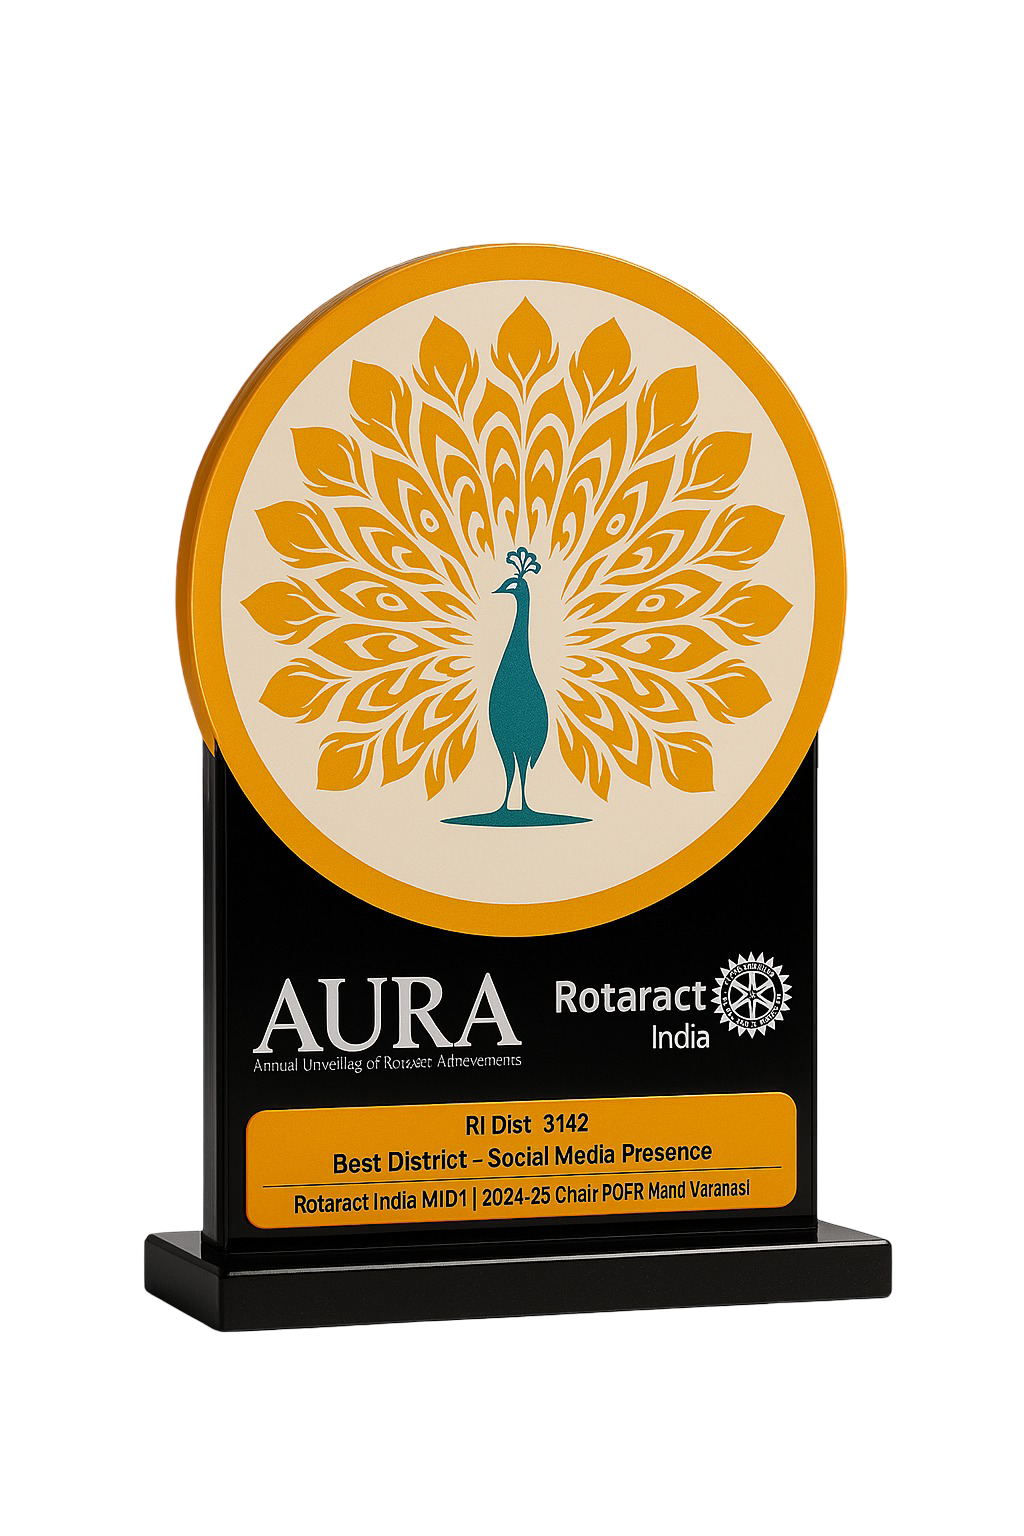 AURA
Annual Unveillag of Rotaract Adnevements
Rotaract
India
RI Dist 3142
Best District – Social Media Presence
Rotaract India MID1 | 2024-25 Chair POFR Mand Varanasi